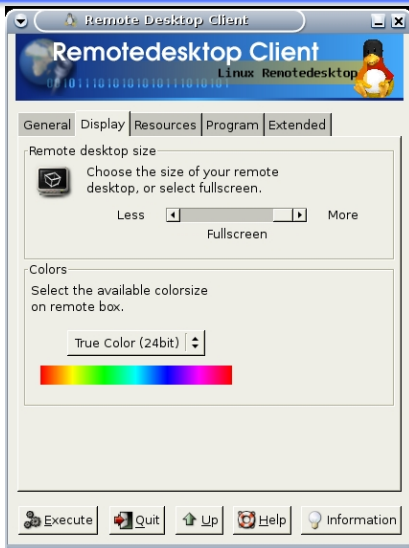 Remote Desktop Client
Remotedesktop Client
Linux Remotedesktop
General Display Resources Program Extended
Remote desktop size
Choose the size of your remote
desktop, or select fullscreen.
Less More
Fullscreen
Colors
Select the available colorsize
on remote box.
True Color (24bit)
Execute Quit Up Help Information